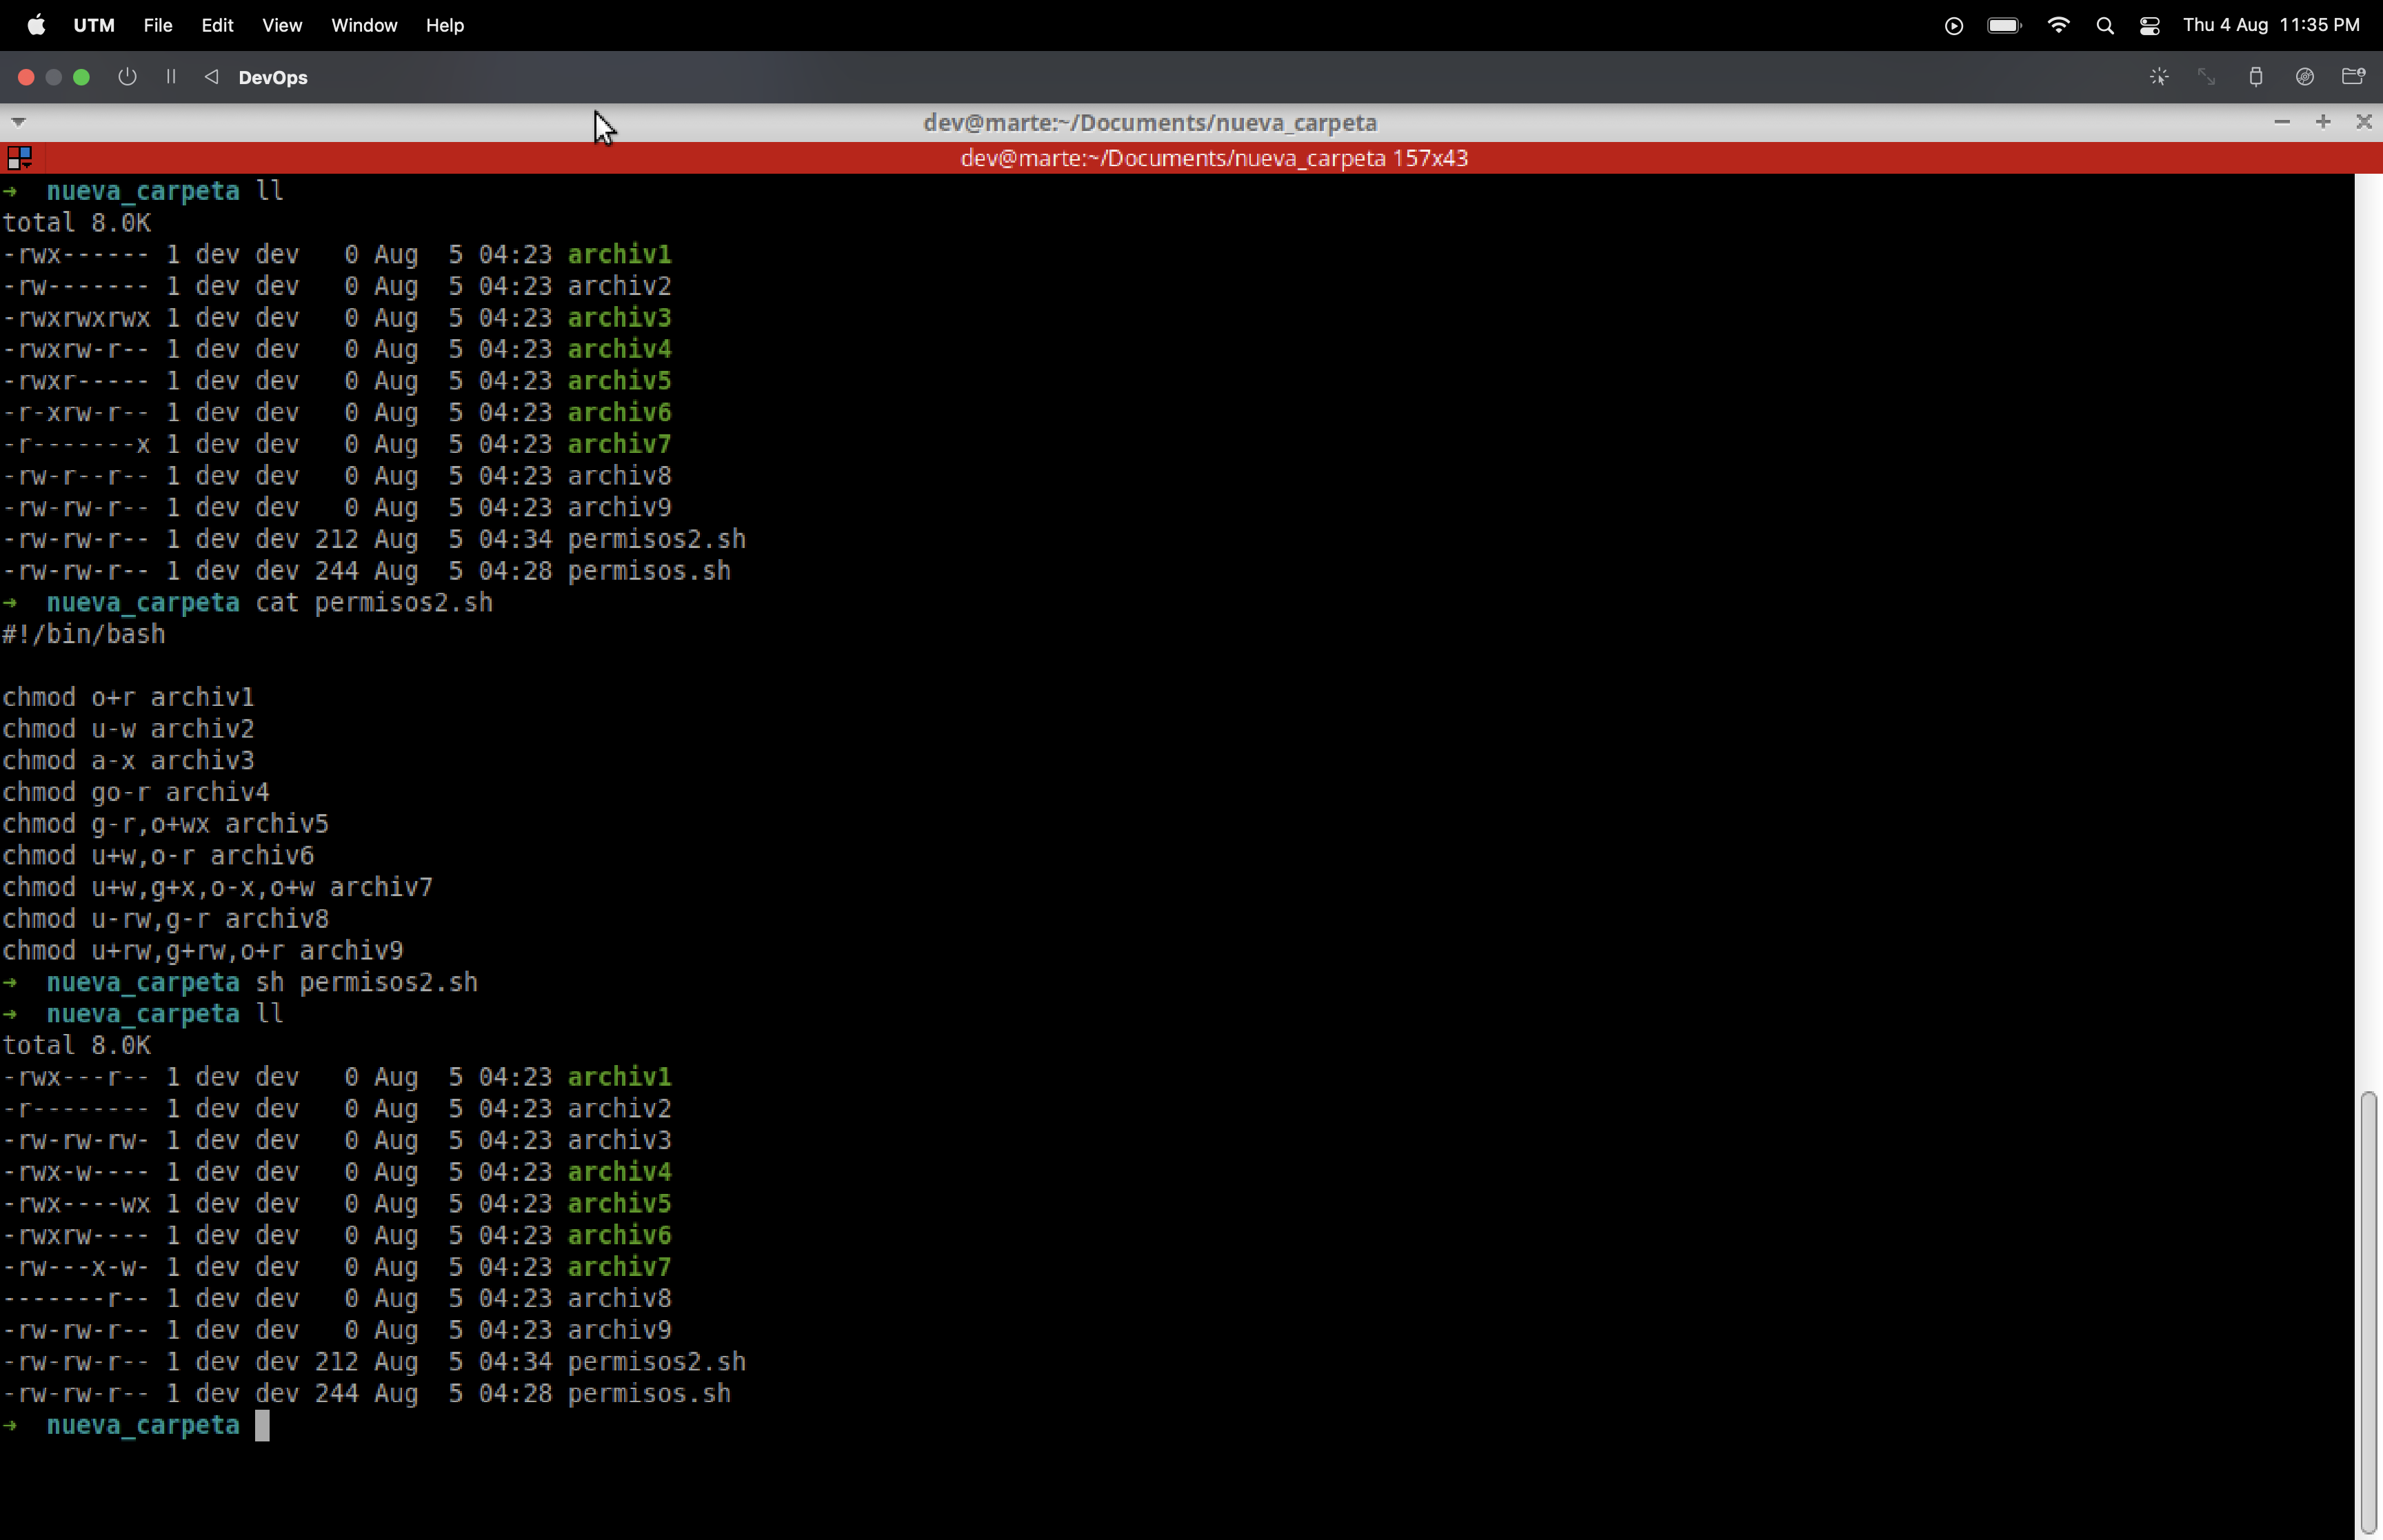 UTM File Edit View Window Help Thu 4 Aug 11:35 PM
DevOps
dev@marte:~/Documents/nueva_carpeta
dev@marte:~/Documents/nueva_carpeta 157x43
→ nueva_carpeta ll
total 8.0K
-rwx------ 1 dev dev   0 Aug  5 04:23 archiv1
-rw------- 1 dev dev   0 Aug  5 04:23 archiv2
-rwxrwxrwx 1 dev dev   0 Aug  5 04:23 archiv3
-rwxrw-r-- 1 dev dev   0 Aug  5 04:23 archiv4
-rwxr----- 1 dev dev   0 Aug  5 04:23 archiv5
-r-xrw-r-- 1 dev dev   0 Aug  5 04:23 archiv6
-r-------x 1 dev dev   0 Aug  5 04:23 archiv7
-rw-r--r-- 1 dev dev   0 Aug  5 04:23 archiv8
-rw-rw-r-- 1 dev dev   0 Aug  5 04:23 archiv9
-rw-rw-r-- 1 dev dev 212 Aug  5 04:34 permisos2.sh
-rw-rw-r-- 1 dev dev 244 Aug  5 04:28 permisos.sh
→ nueva_carpeta cat permisos2.sh
#!/bin/bash
chmod o+r archiv1
chmod u-w archiv2
chmod a-x archiv3
chmod go-r archiv4
chmod g-r,o+wx archiv5
chmod u+w,o-r archiv6
chmod u+w,g+x,o-x,o+w archiv7
chmod u-rw,g-r archiv8
chmod u+rw,g+rw,o+r archiv9
→ nueva_carpeta sh permisos2.sh
→ nueva_carpeta ll
total 8.0K
-rwx---r-- 1 dev dev   0 Aug  5 04:23 archiv1
-r-------- 1 dev dev   0 Aug  5 04:23 archiv2
-rw-rw-rw- 1 dev dev   0 Aug  5 04:23 archiv3
-rwx-w---- 1 dev dev   0 Aug  5 04:23 archiv4
-rwx----wx 1 dev dev   0 Aug  5 04:23 archiv5
-rwxrw---- 1 dev dev   0 Aug  5 04:23 archiv6
-rw---x-w- 1 dev dev   0 Aug  5 04:23 archiv7
-------r-- 1 dev dev   0 Aug  5 04:23 archiv8
-rw-rw-r-- 1 dev dev   0 Aug  5 04:23 archiv9
-rw-rw-r-- 1 dev dev 212 Aug  5 04:34 permisos2.sh
-rw-rw-r-- 1 dev dev 244 Aug  5 04:28 permisos.sh
→ nueva_carpeta